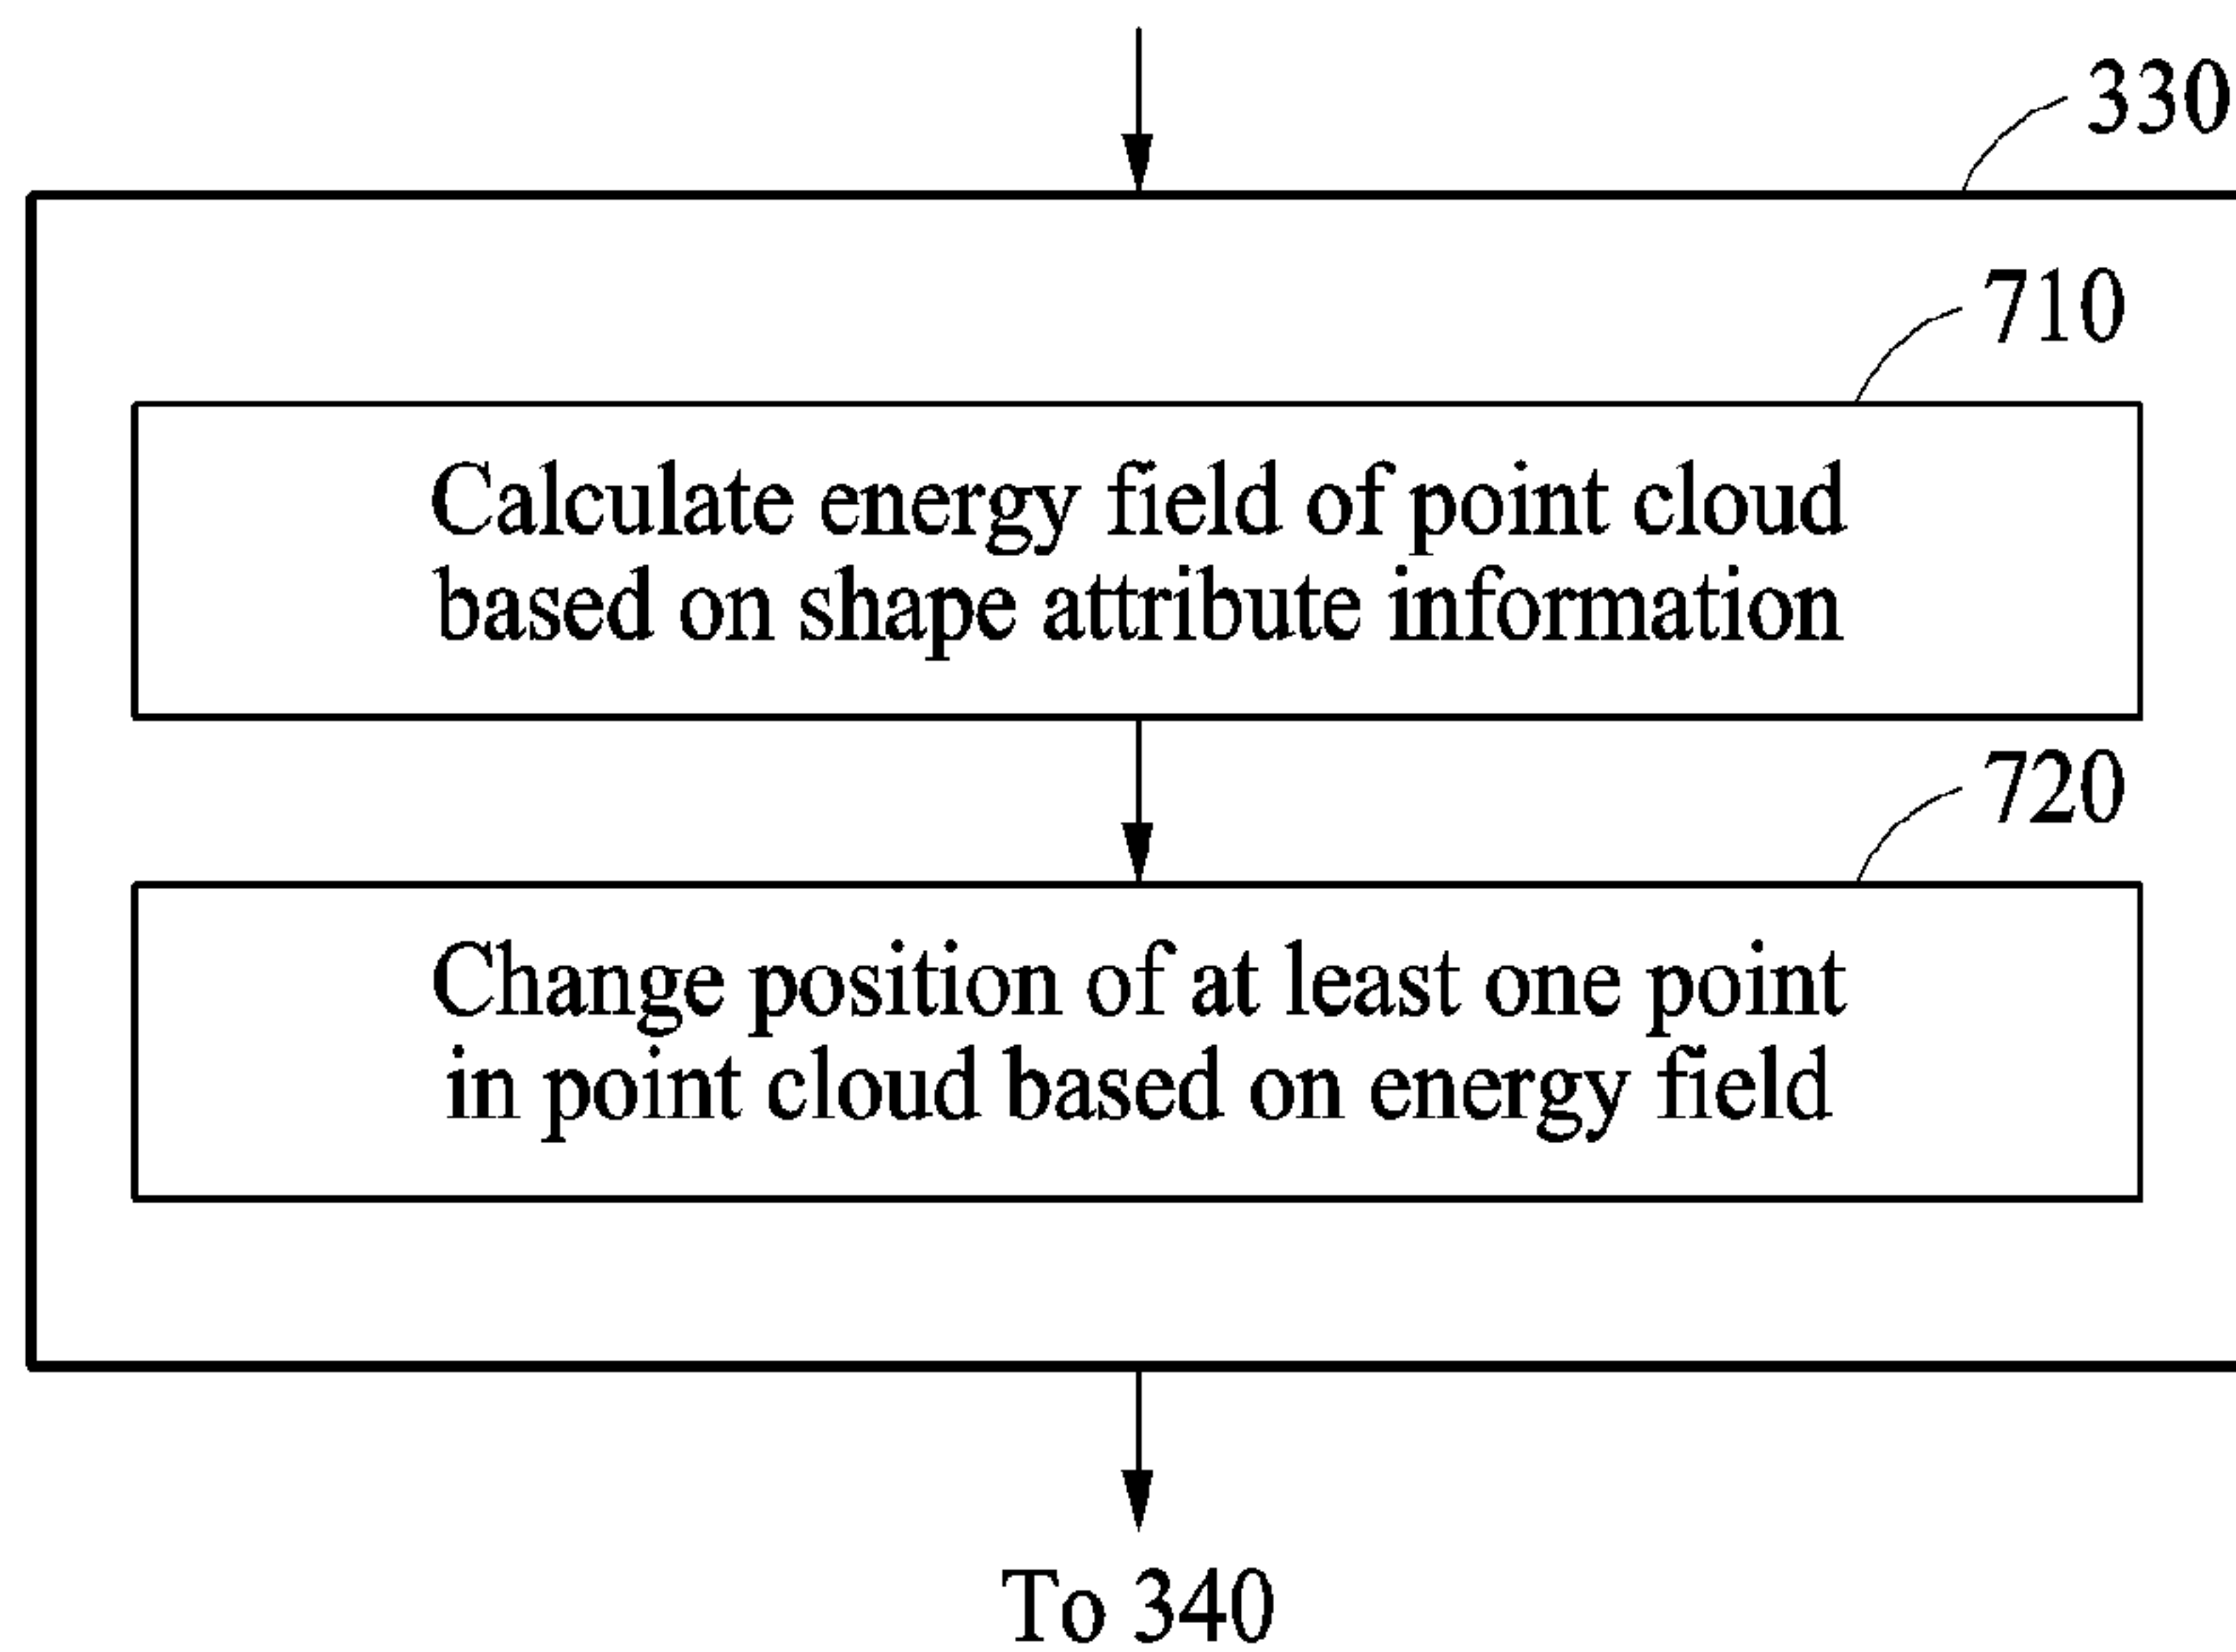 330
710
Calculate energy field of point cloud
based on shape attribute information
720
Change position of at least one point
in point cloud based on energy field
To 340